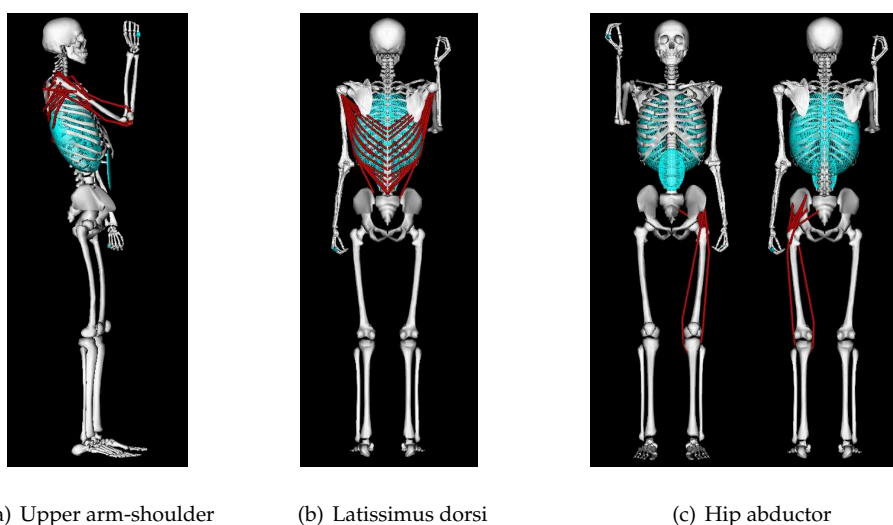 a) Upper arm-shoulder
(b) Latissimus dorsi
(c) Hip abductor